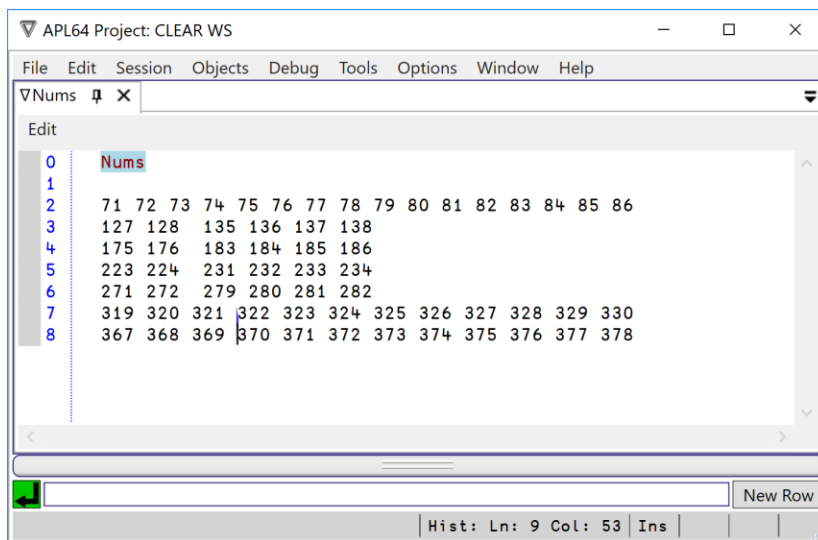 APL64 Project: CLEAR WS
File Edit Session Objects Debug Tools Options Window Help
∇Nums
Edit
0 Nums
1
2 71 72 73 74 75 76 77 78 79 80 81 82 83 84 85 86
3 127 128 135 136 137 138
4 175 176 183 184 185 186
5 223 224 231 232 233 234
6 271 272 279 280 281 282
7 319 320 321 322 323 324 325 326 327 328 329 330
8 367 368 369 370 371 372 373 374 375 376 377 378
New Row
Hist: Ln: 9 Col: 53 Ins